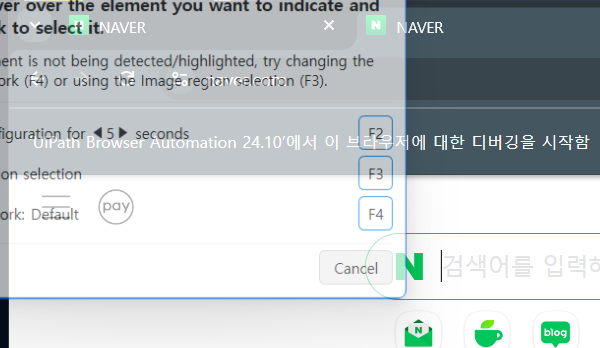 ver over the element you want to indicate and
NAVER
NAVER
k to select it.
ent is not being detected/highlighted, try changing the
work (F4) or using the Image region selection (F3).
figuration for 5 seconds
F2
UiPath Browser Automation 24.10'에서 이 브라우저에 대한 디버깅을 시작함
on selection
F3
pay
ork: Default
F4
Cancel
N
검색어를 입력하
N
blog